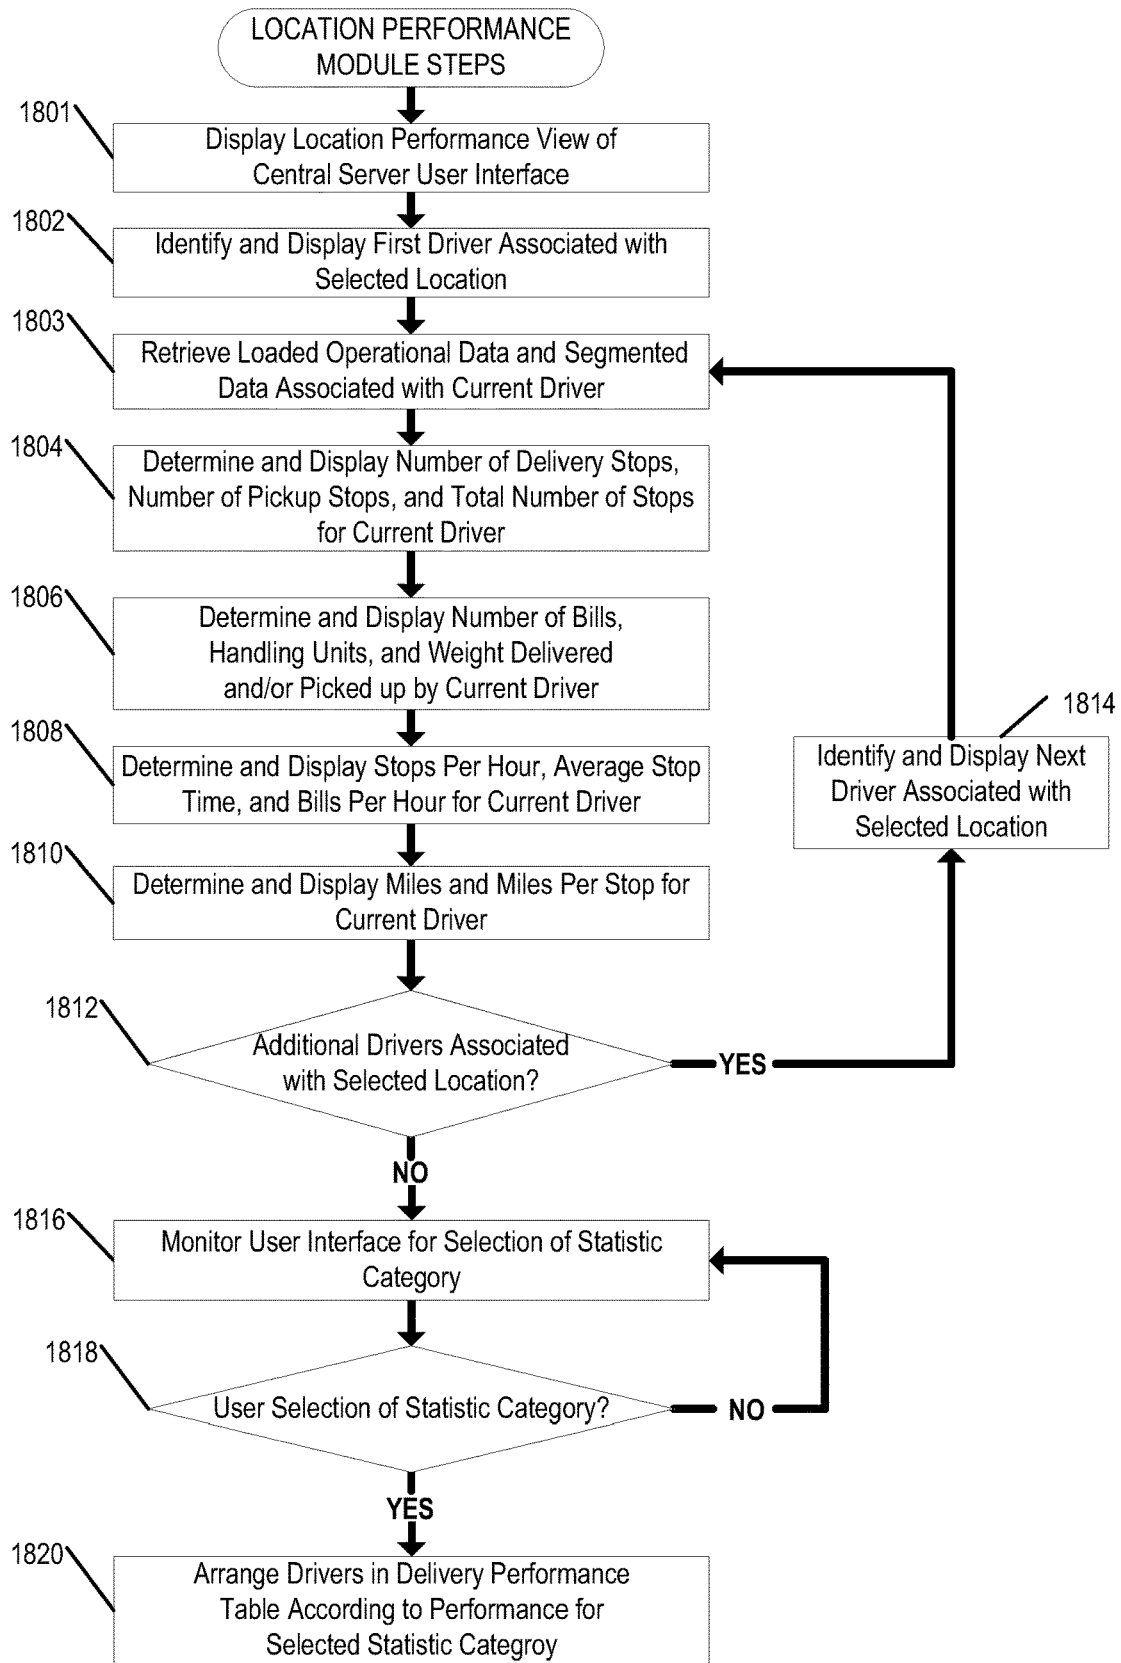 LOCATION PERFORMANCE
MODULE STEPS
1801
Display Location Performance View of
Central Server User Interface
1802
Identify and Display First Driver Associated with
Selected Location
1803
Retrieve Loaded Operational Data and Segmented
Data Associated with Current Driver
1804
Determine and Display Number of Delivery Stops,
Number of Pickup Stops, and Total Number of Stops
for Current Driver
1806
Determine and Display Number of Bills,
Handling Units, and Weight Delivered
and/or Picked up by Current Driver
1808
Determine and Display Stops Per Hour, Average Stop
Time, and Bills Per Hour for Current Driver
1810
Determine and Display Miles and Miles Per Stop for
Current Driver
1812
Additional Drivers Associated
with Selected Location?
YES
1814
Identify and Display Next
Driver Associated with
Selected Location
NO
1816
Monitor User Interface for Selection of Statistic
Category
1818
User Selection of Statistic Category?
NO
YES
1820
Arrange Drivers in Delivery Performance
Table According to Performance for
Selected Statistic Categroy